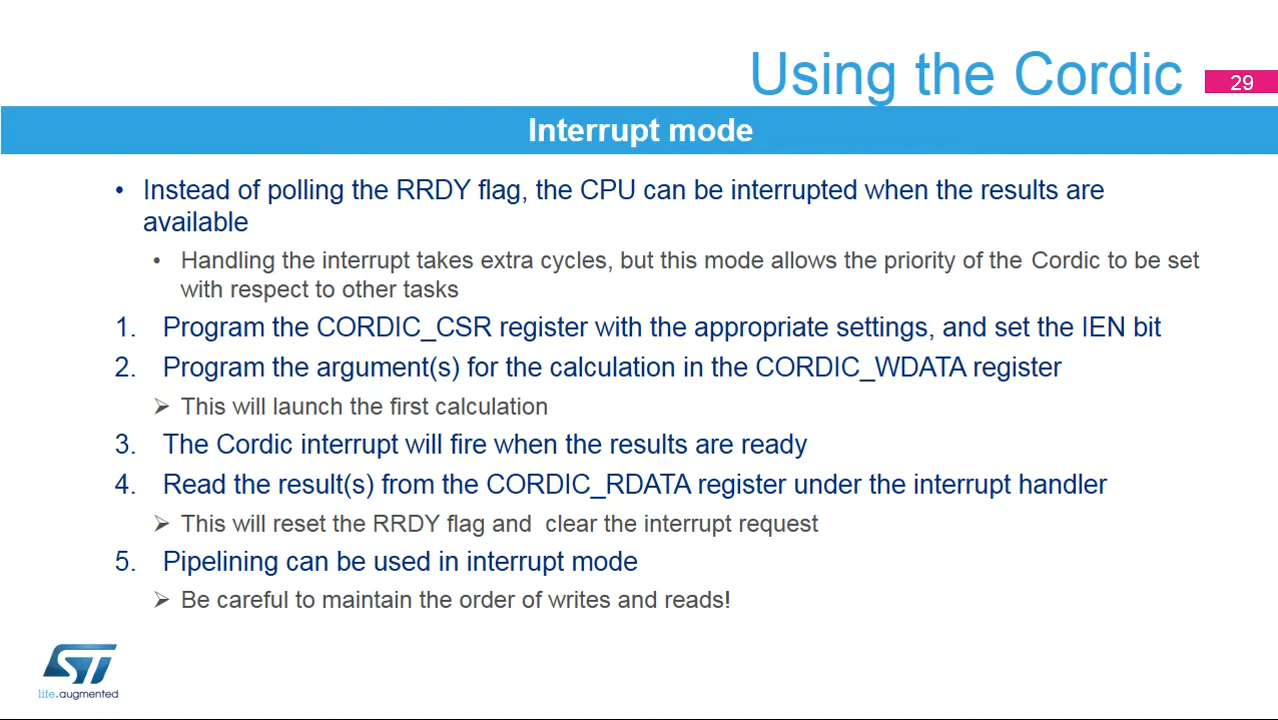 Using the Cordic
29
Interrupt mode
• Instead of polling the RRDY flag, the CPU can be interrupted when the results are
available
• Handling the interrupt takes extra cycles, but this mode allows the priority of the Cordic to be set
with respect to other tasks
1. Program the CORDIC_CSR register with the appropriate settings, and set the IEN bit
2. Program the argument(s) for the calculation in the CORDIC_WDATA register
➢ This will launch the first calculation
3. The Cordic interrupt will fire when the results are ready
4. Read the result(s) from the CORDIC_RDATA register under the interrupt handler
➢ This will reset the RRDY flag and  clear the interrupt request
5. Pipelining can be used in interrupt mode
➢ Be careful to maintain the order of writes and reads!
ST
life.augmented